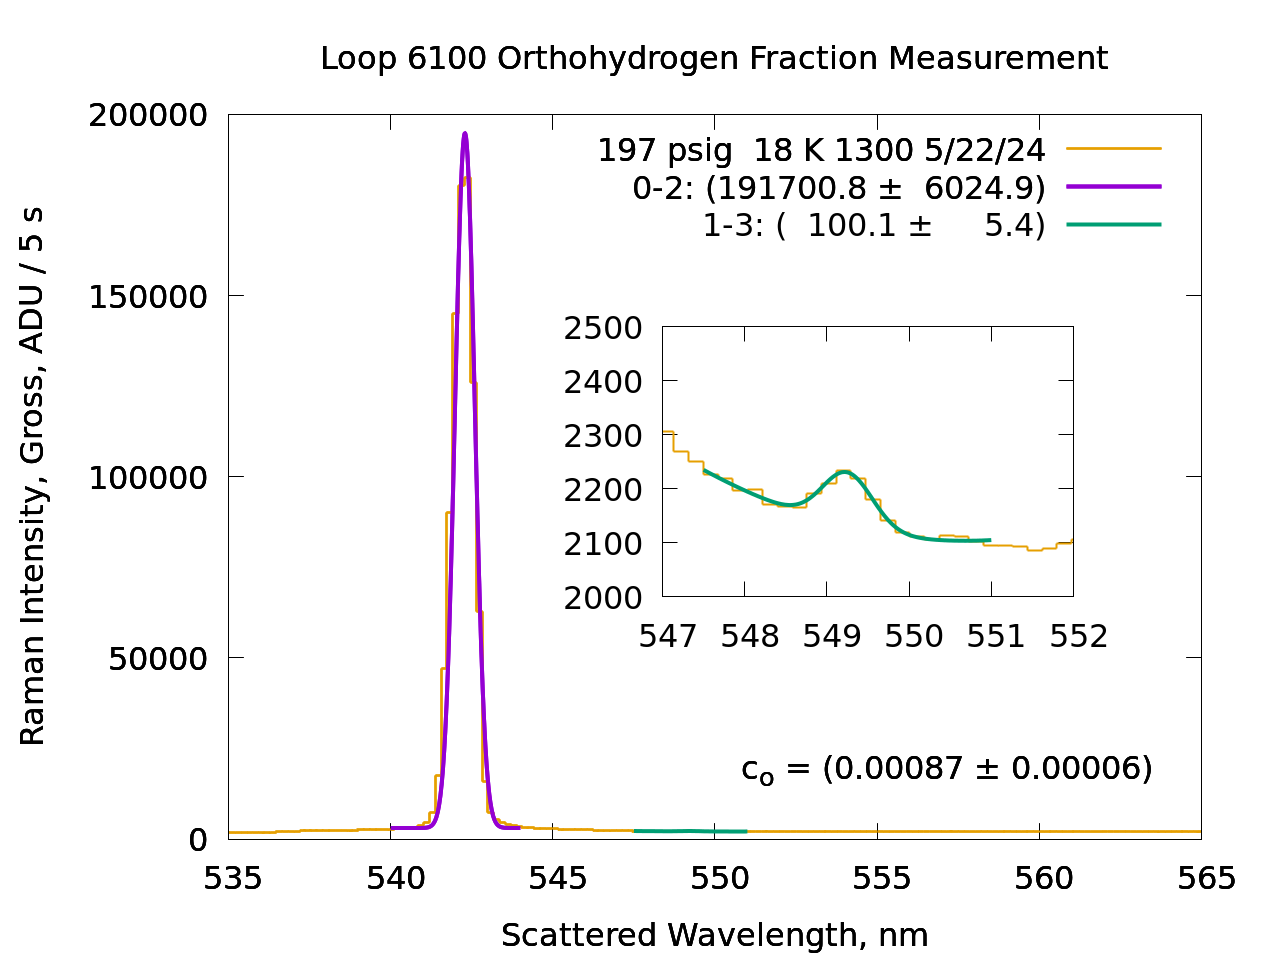 Loop 6100 Orthohydrogen Fraction Measurement
200000
150000
100000
50000
0
Raman Intensity, Gross, ADU / 5 s
197 psig  18 K 1300 5/22/24
0-2: (191700.8 ±  6024.9)
1-3: (  100.1 ±     5.4)
2500
2400
2300
2200
2100
2000
547 548 549 550 551 552
c₀ = (0.00087 ± 0.00006)
535 540 545 550 555 560 565
Scattered Wavelength, nm